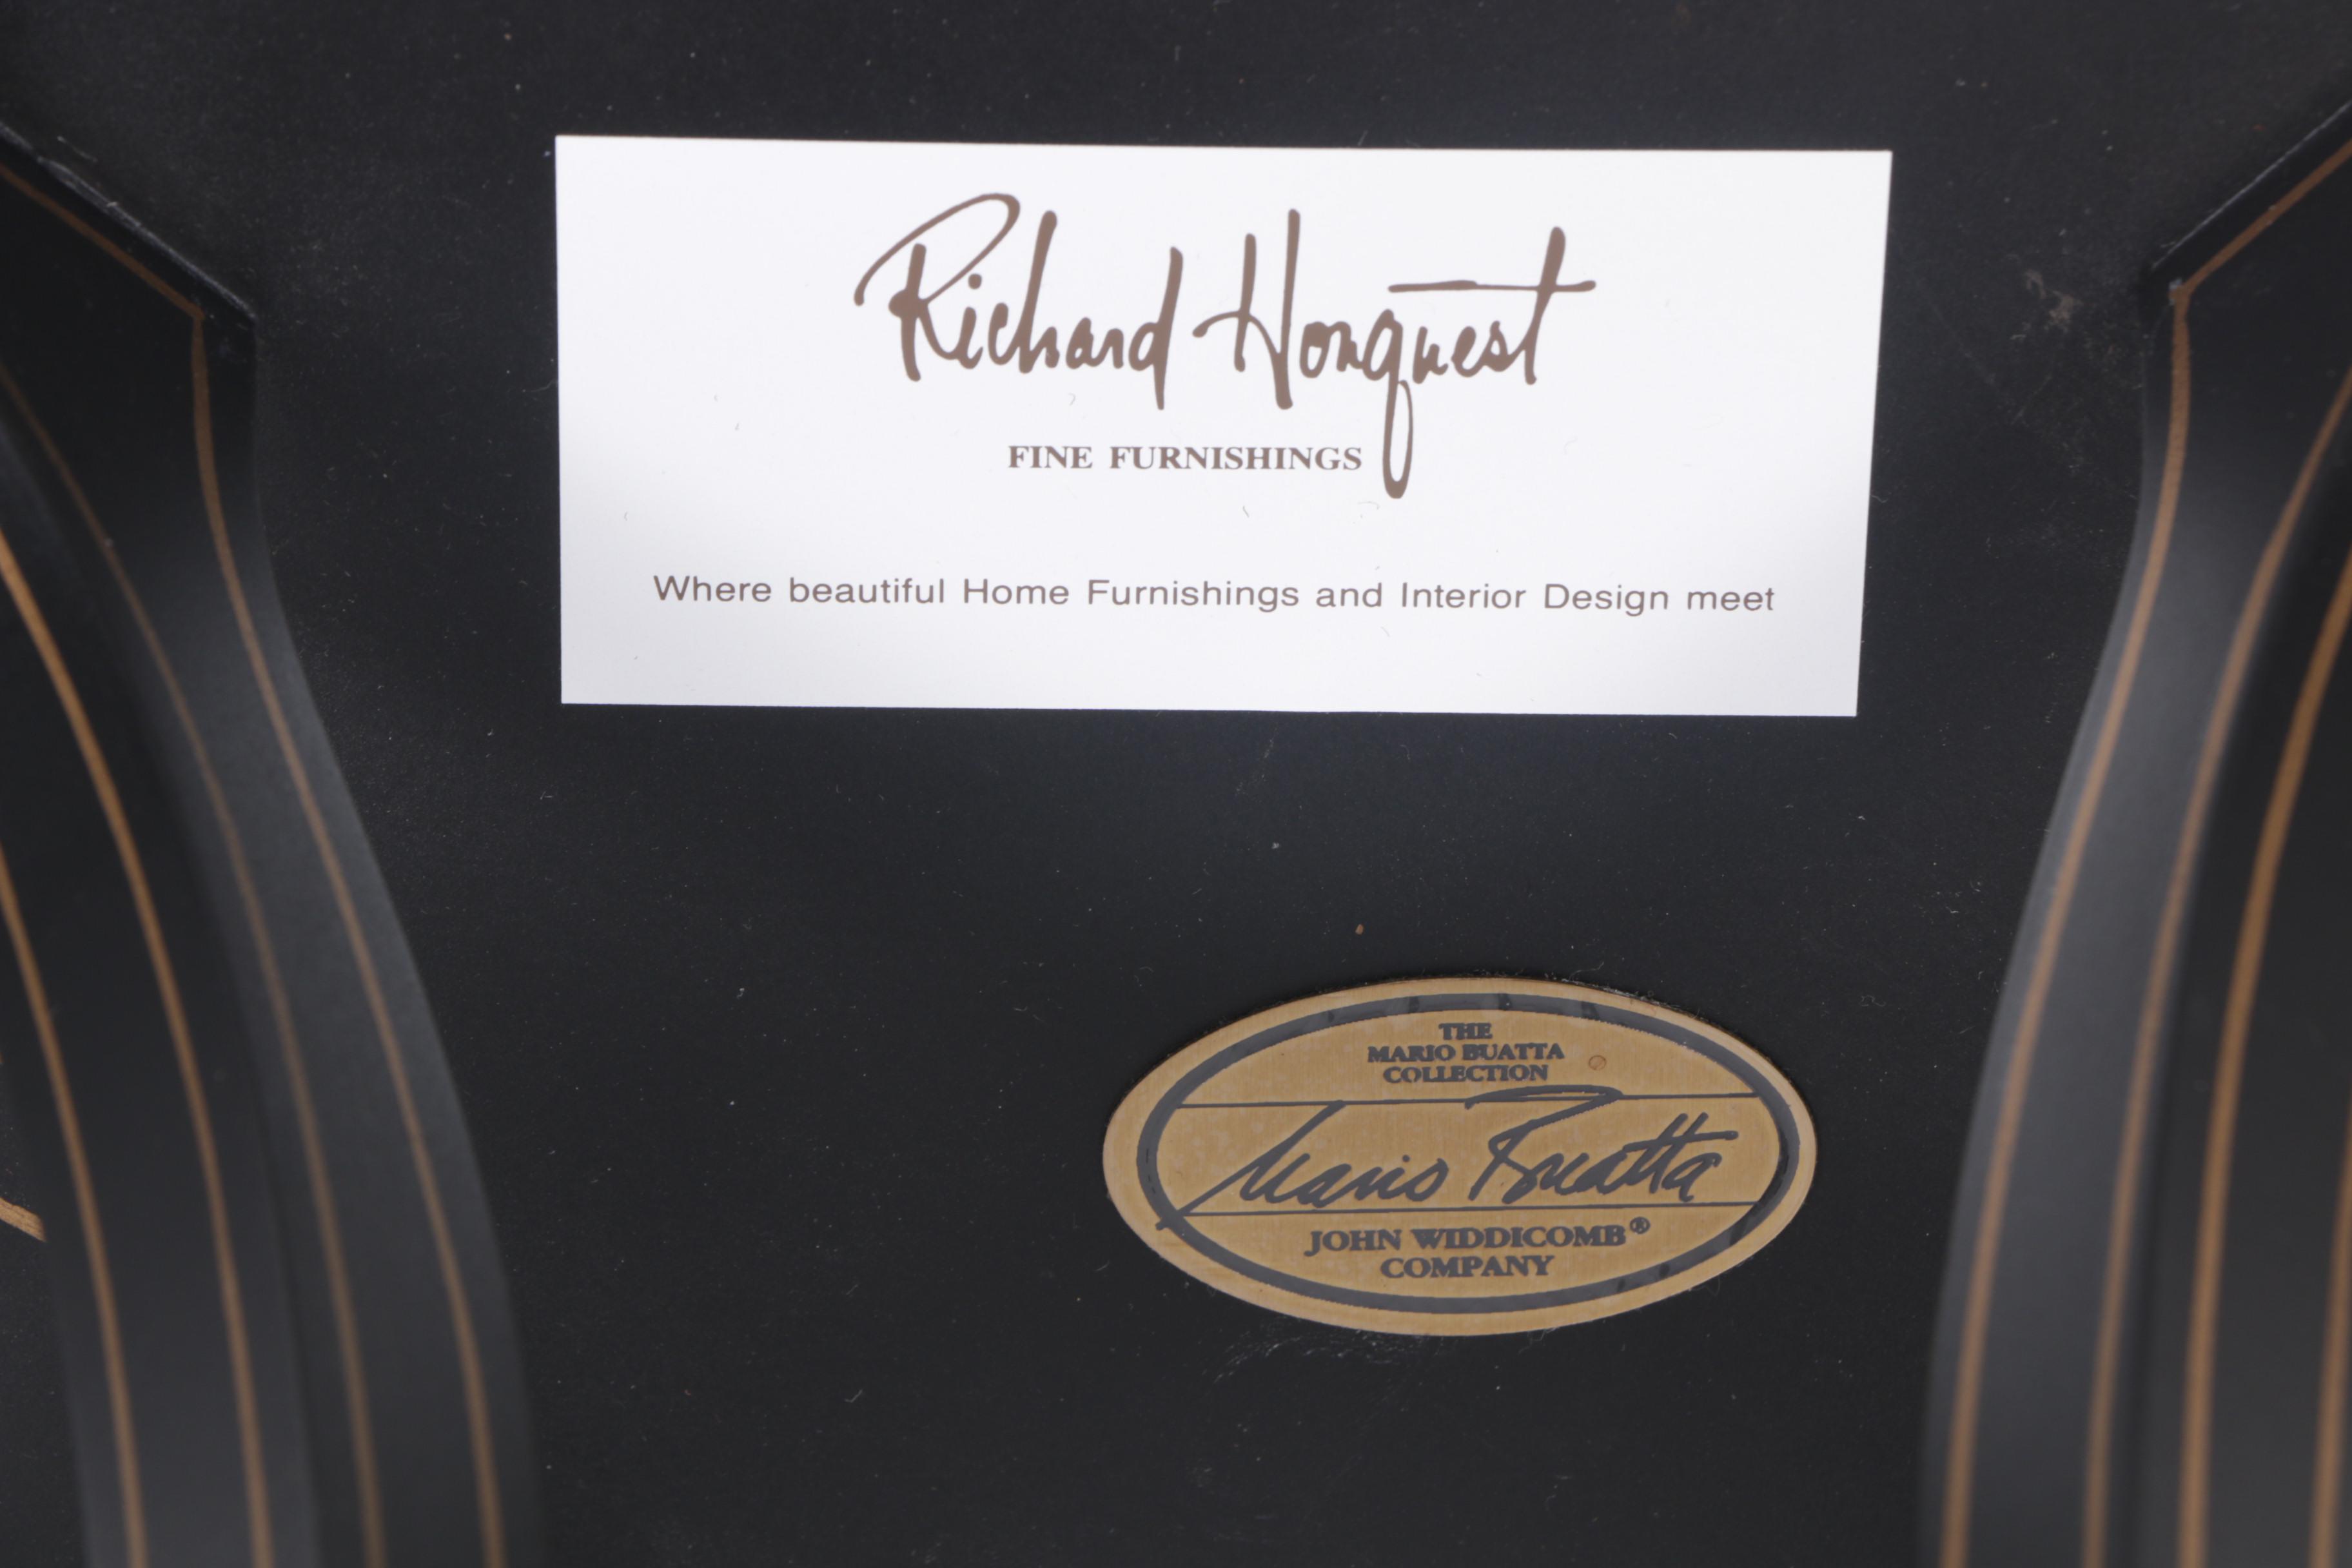 Richard Honquest
FINE FURNISHINGS
Where beautiful Home Furnishings and Interior Design meet
THE
MARIO BUATTA
COLLECTION
Mario Buatta
JOHN WIDDICOMB®
COMPANY